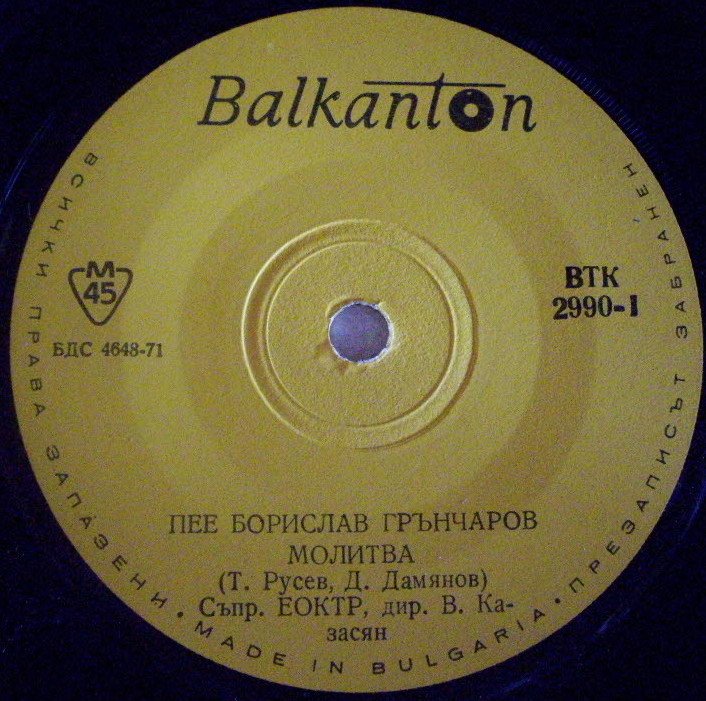 Balkanton
М
45
БДС 4648-71
ВТК
2990-I
ПЕЕ БОРИСЛАВ ГРЪНЧАРОВ
МОЛИТВА
(Т. Русев, Д. Дамянов)
Съпр. ЕОКТР, дир. В. Ка-
засян
ВСИЧКИ ПРАВА ЗАПАЗЕНИ • MADE IN BULGARIA • ПРЕЗАПИСЪТ ЗАБРАНЕН